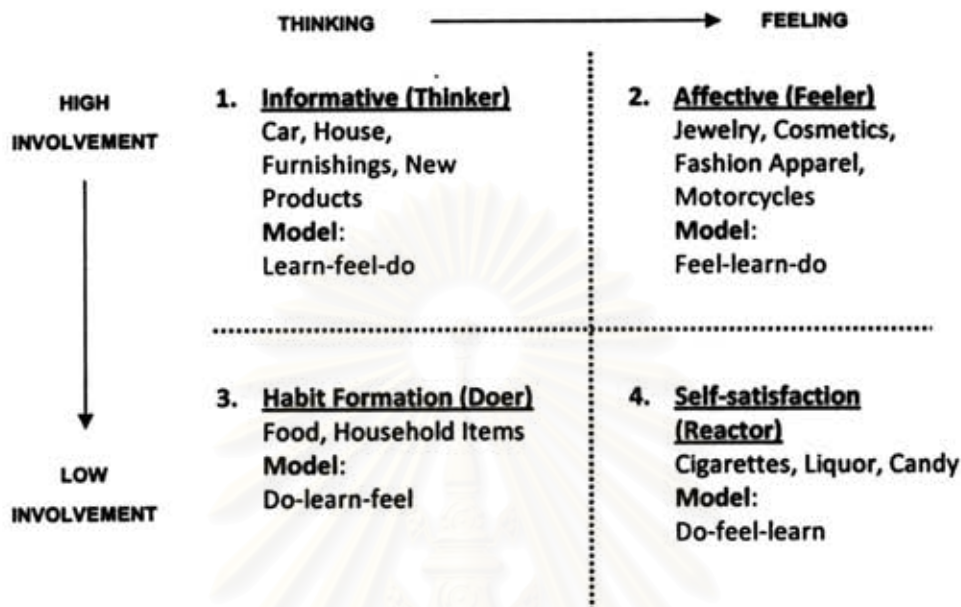 THINKING
FEELING
HIGH
INVOLVEMENT
1. Informative (Thinker)
Car, House,
Furnishings, New
Products
Model:
Learn-feel-do
2. Affective (Feeler)
Jewelry, Cosmetics,
Fashion Apparel,
Motorcycles
Model:
Feel-learn-do
LOW
INVOLVEMENT
3. Habit Formation (Doer)
Food, Household Items
Model:
Do-learn-feel
4. Self-satisfaction
(Reactor)
Cigarettes, Liquor, Candy
Model:
Do-feel-learn